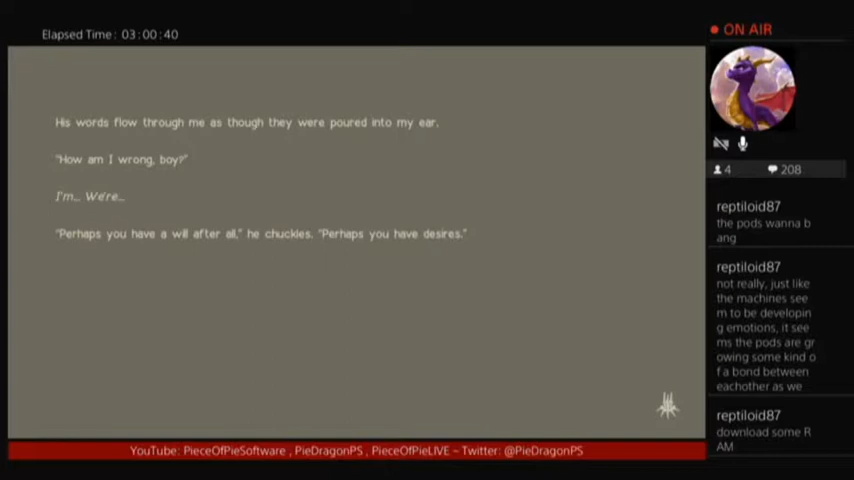 Elapsed Time : 03:00:40
ON AIR
His words flow through me as though they were poured into my ear.
"How am I wrong, boy?"
I'm... We're...
"Perhaps you have a will after all," he chuckles. "Perhaps you have desires."
4 208
reptiloid87
the pods wanna b
ang
reptiloid87
not really, just like
the machines see
m to be developin
g emotions, it see
ms the pods are gr
owing some kind o
f a bond between
eachother as we
reptiloid87
download some R
AM
YouTube: PieceOfPieSoftware , PieDragonPS , PieceOfPieLIVE ~ Twitter: @PieDragonPS